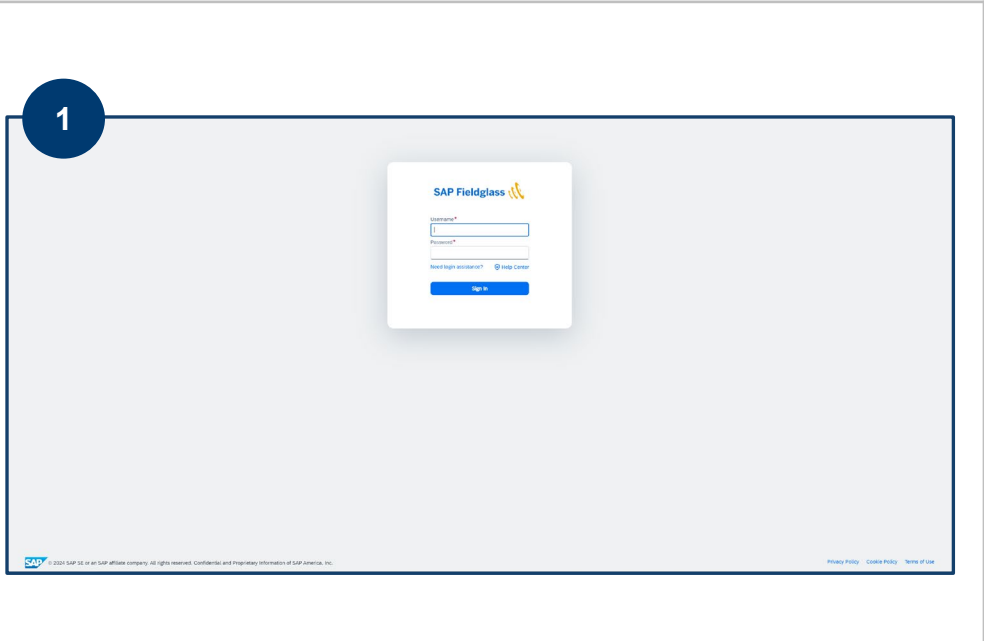 1
SAP Fieldglass
Username*
Password*
Need login assistance? Help Center
Sign In
SAP © 2024 SAP SE or an SAP affiliate company. All rights reserved. Confidential and Proprietary Information of SAP America, Inc. Privacy Policy Cookie Policy Terms of Use